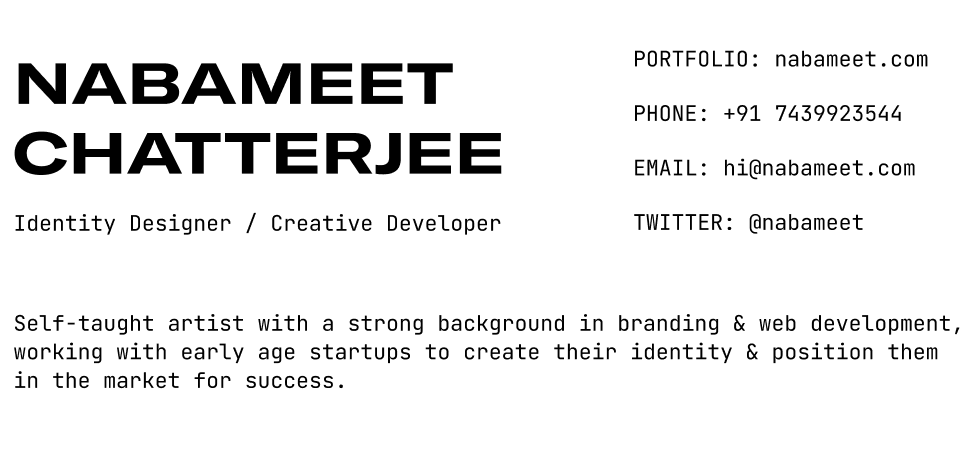 NABAMEET
CHATTERJEE
Identity Designer / Creative Developer
PORTFOLIO: nabameet.com
PHONE: +91 7439923544
EMAIL: hi@nabameet.com
TWITTER: @nabameet
Self-taught artist with a strong background in branding & web development,
working with early age startups to create their identity & position them
in the market for success.